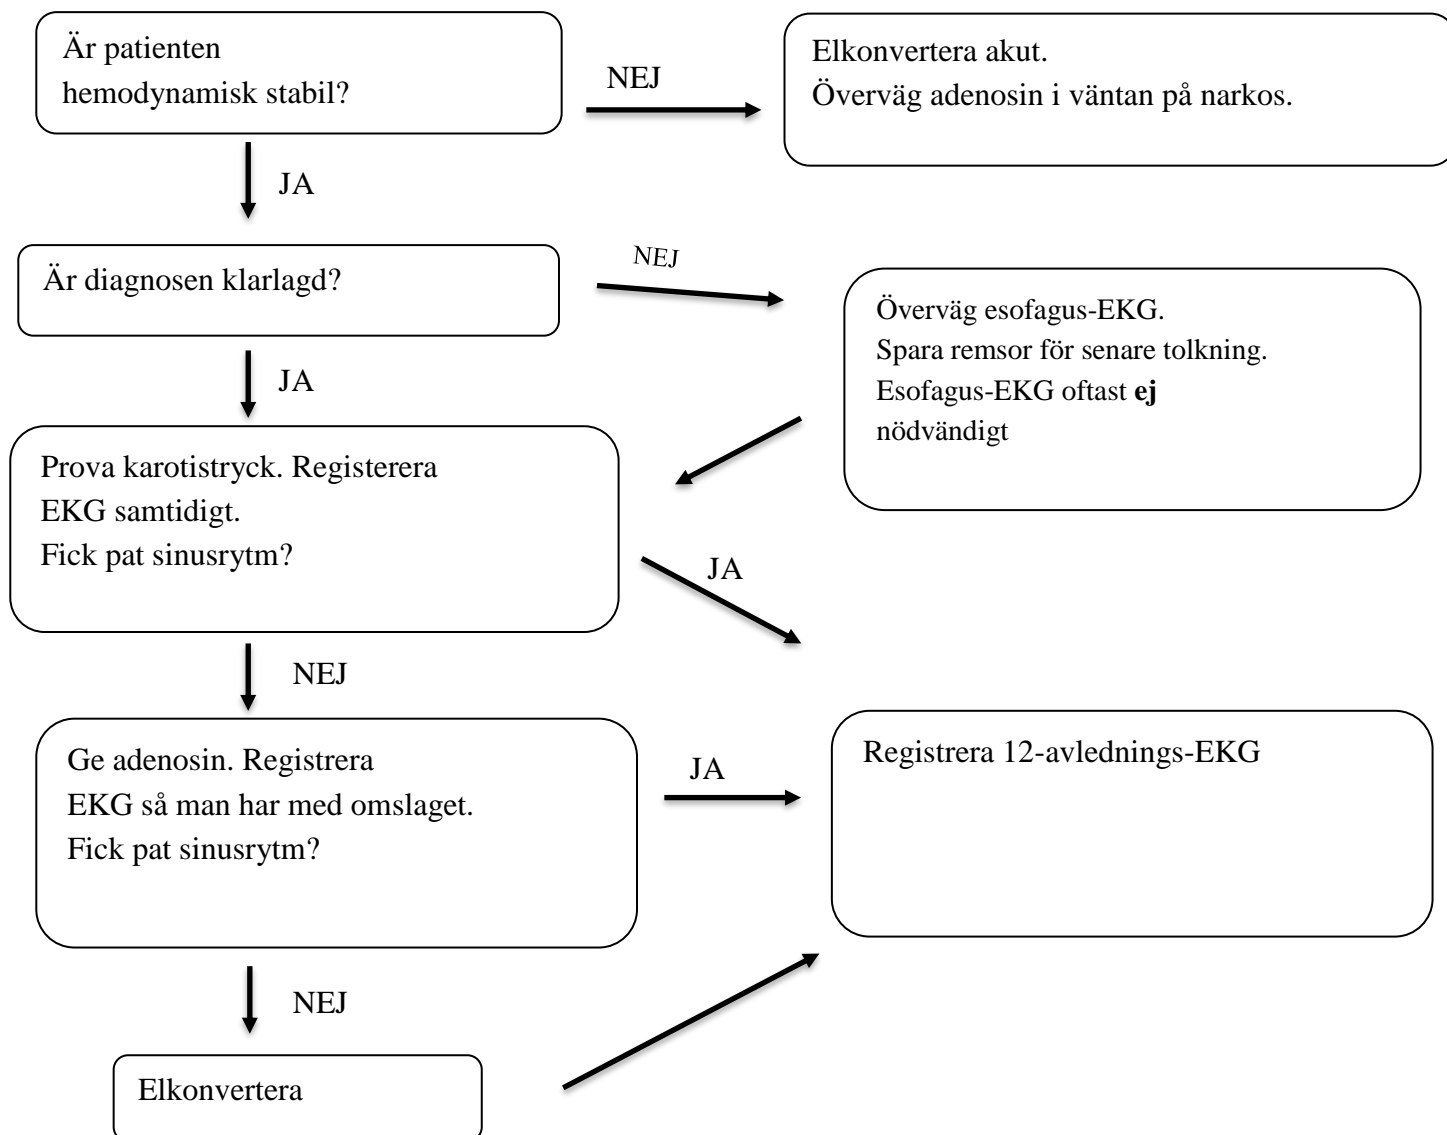 Är patienten
hemodynamisk stabil?
NEJ
Elkonvertera akut.
Överväg adenosin i väntan på narkos.
JA
Är diagnosen klarlagd?
NEJ
Överväg esofagus-EKG.
Spara remsor för senare tolkning.
Esofagus-EKG oftast ej
nödvändigt
JA
Prova karotistryck. Registerera
EKG samtidigt.
Fick pat sinusrytm?
JA
NEJ
Ge adenosin. Registrera
EKG så man har med omslaget.
Fick pat sinusrytm?
JA
Registrera 12-avlednings-EKG
NEJ
Elkonvertera